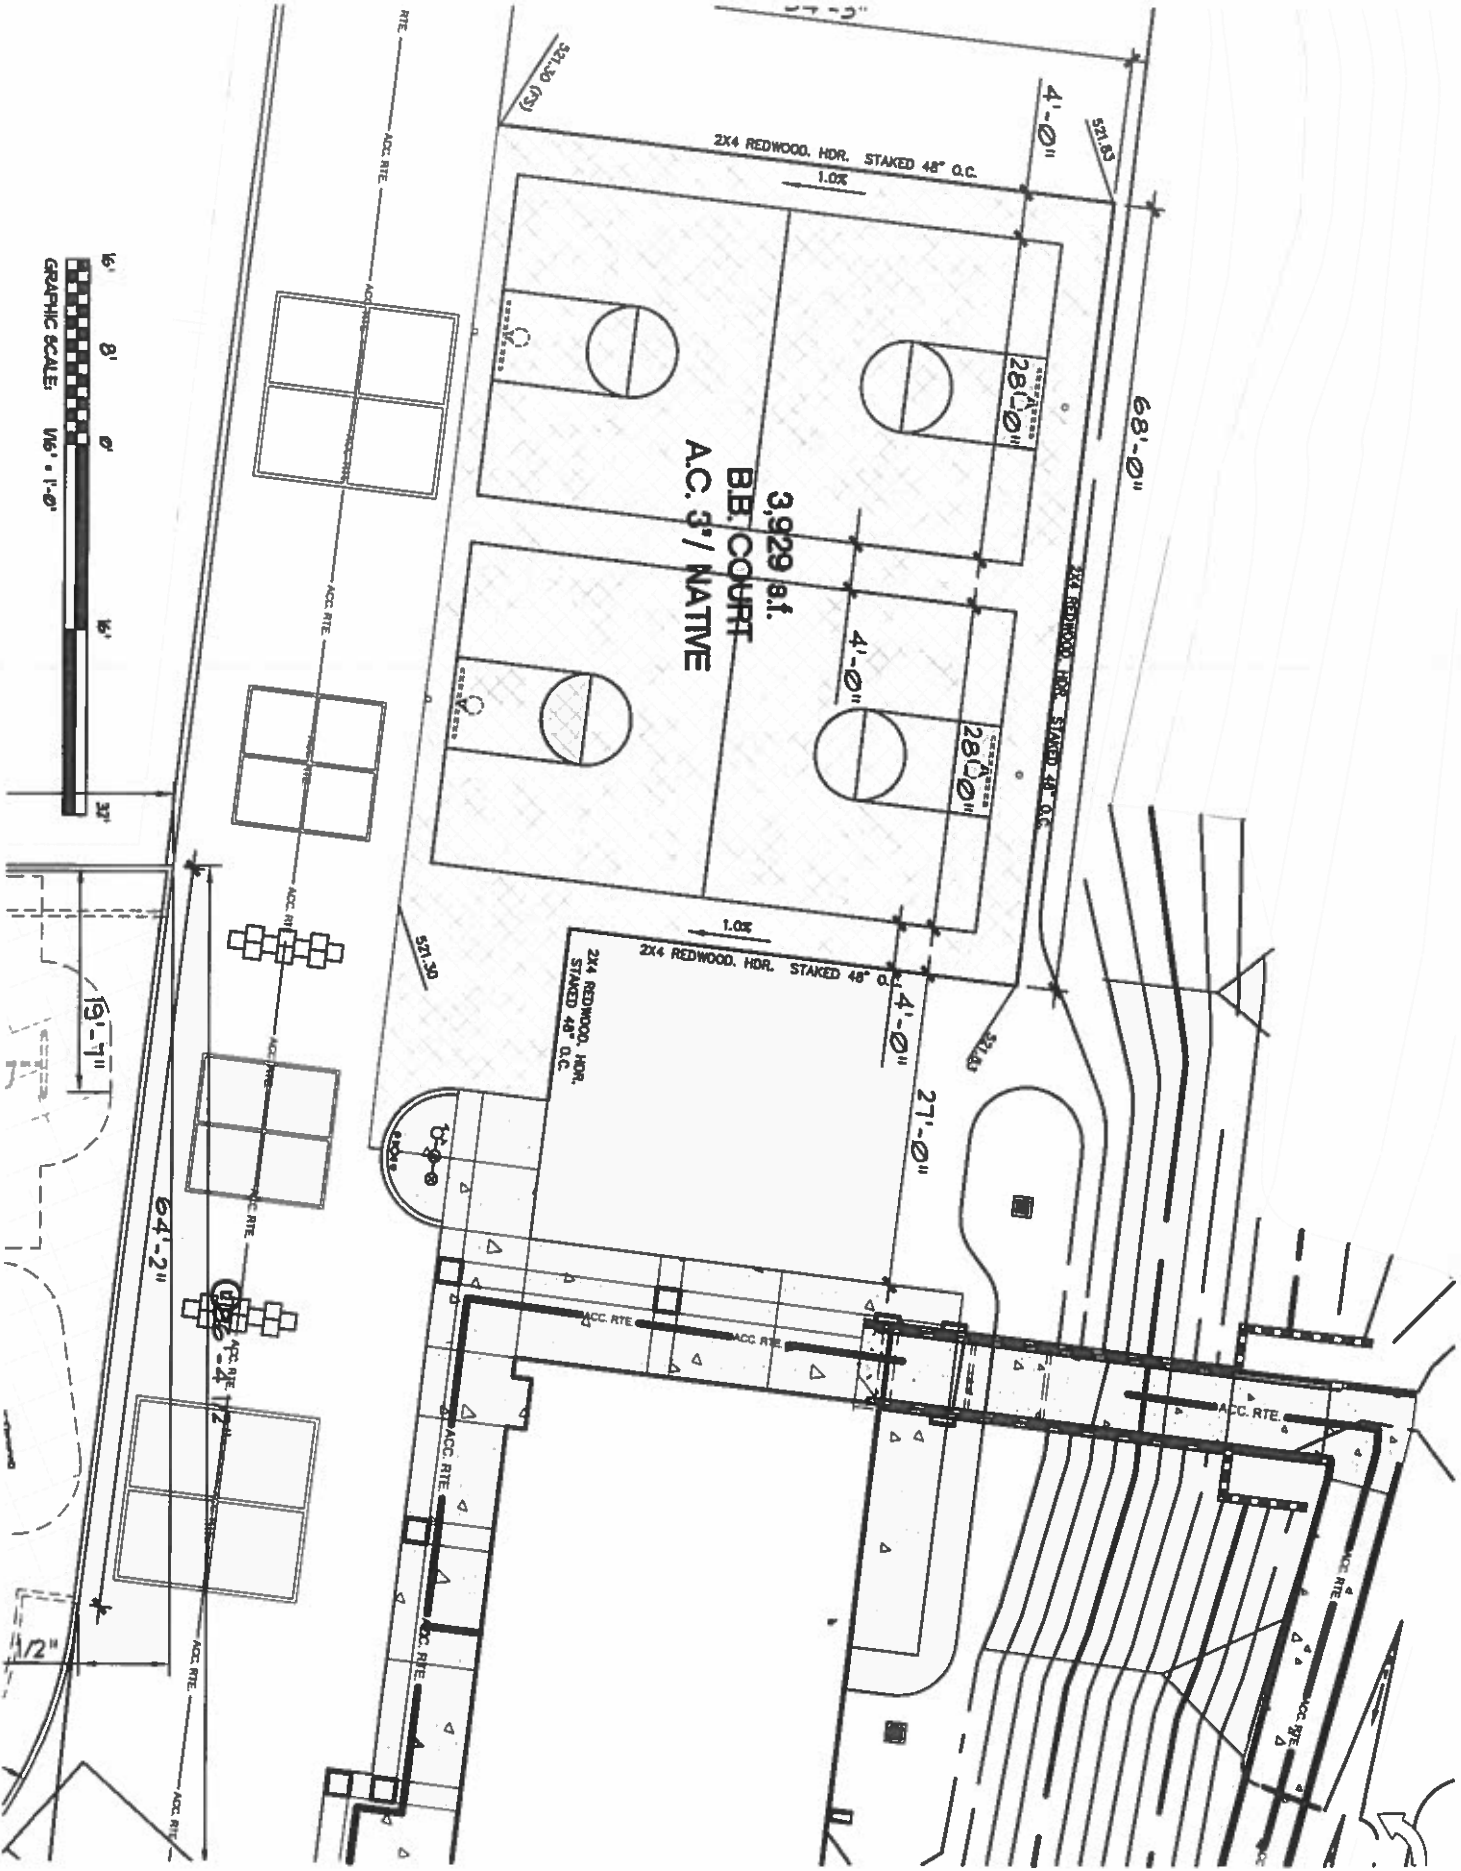 ACC. RTE.
521.30 (FS)
4'-0"
521.83
2X4 REDWOOD. HDR. STAKED 48" O.C.
1.0%
68'-0"
28'-0"
3,929 s.f.
B.B. COURT
A.C. 3"/ NATIVE
4'-0"
28'-0"
2X4 REDWOOD. HDR. STAKED 48" O.C.
1.0%
2X4 REDWOOD. HDR. STAKED 48" O.C.
2X4 REDWOOD. HDR.
STAKED 48" O.C.
521.30
521.83
4'-0"
27'-0"
16'
8'
0'
16'
32'
GRAPHIC SCALE: 1/16" = 1'-0"
ACC. RTE.
ACC. RTE.
ACC. RTE.
ACC. RTE.
19'-7"
64'-2"
1/2"
ACC. RTE.
ACC. RTE.
ACC. RTE.
ACC. RTE.
ACC. RTE.
ACC. RTE.
ACC. RTE.
ACC. RTE.
ACC. RTE.